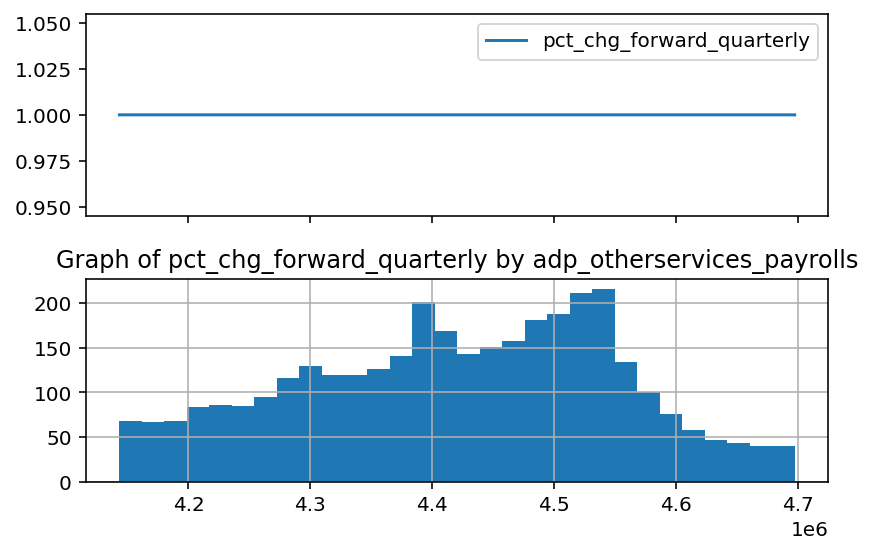 1.050
1.025
1.000
0.975
0.950
pct_chg_forward_quarterly
Graph of pct_chg_forward_quarterly by adp_otherservices_payrolls
200
150
100
50
0
4.2 4.3 4.4 4.5 4.6 4.7
1e6